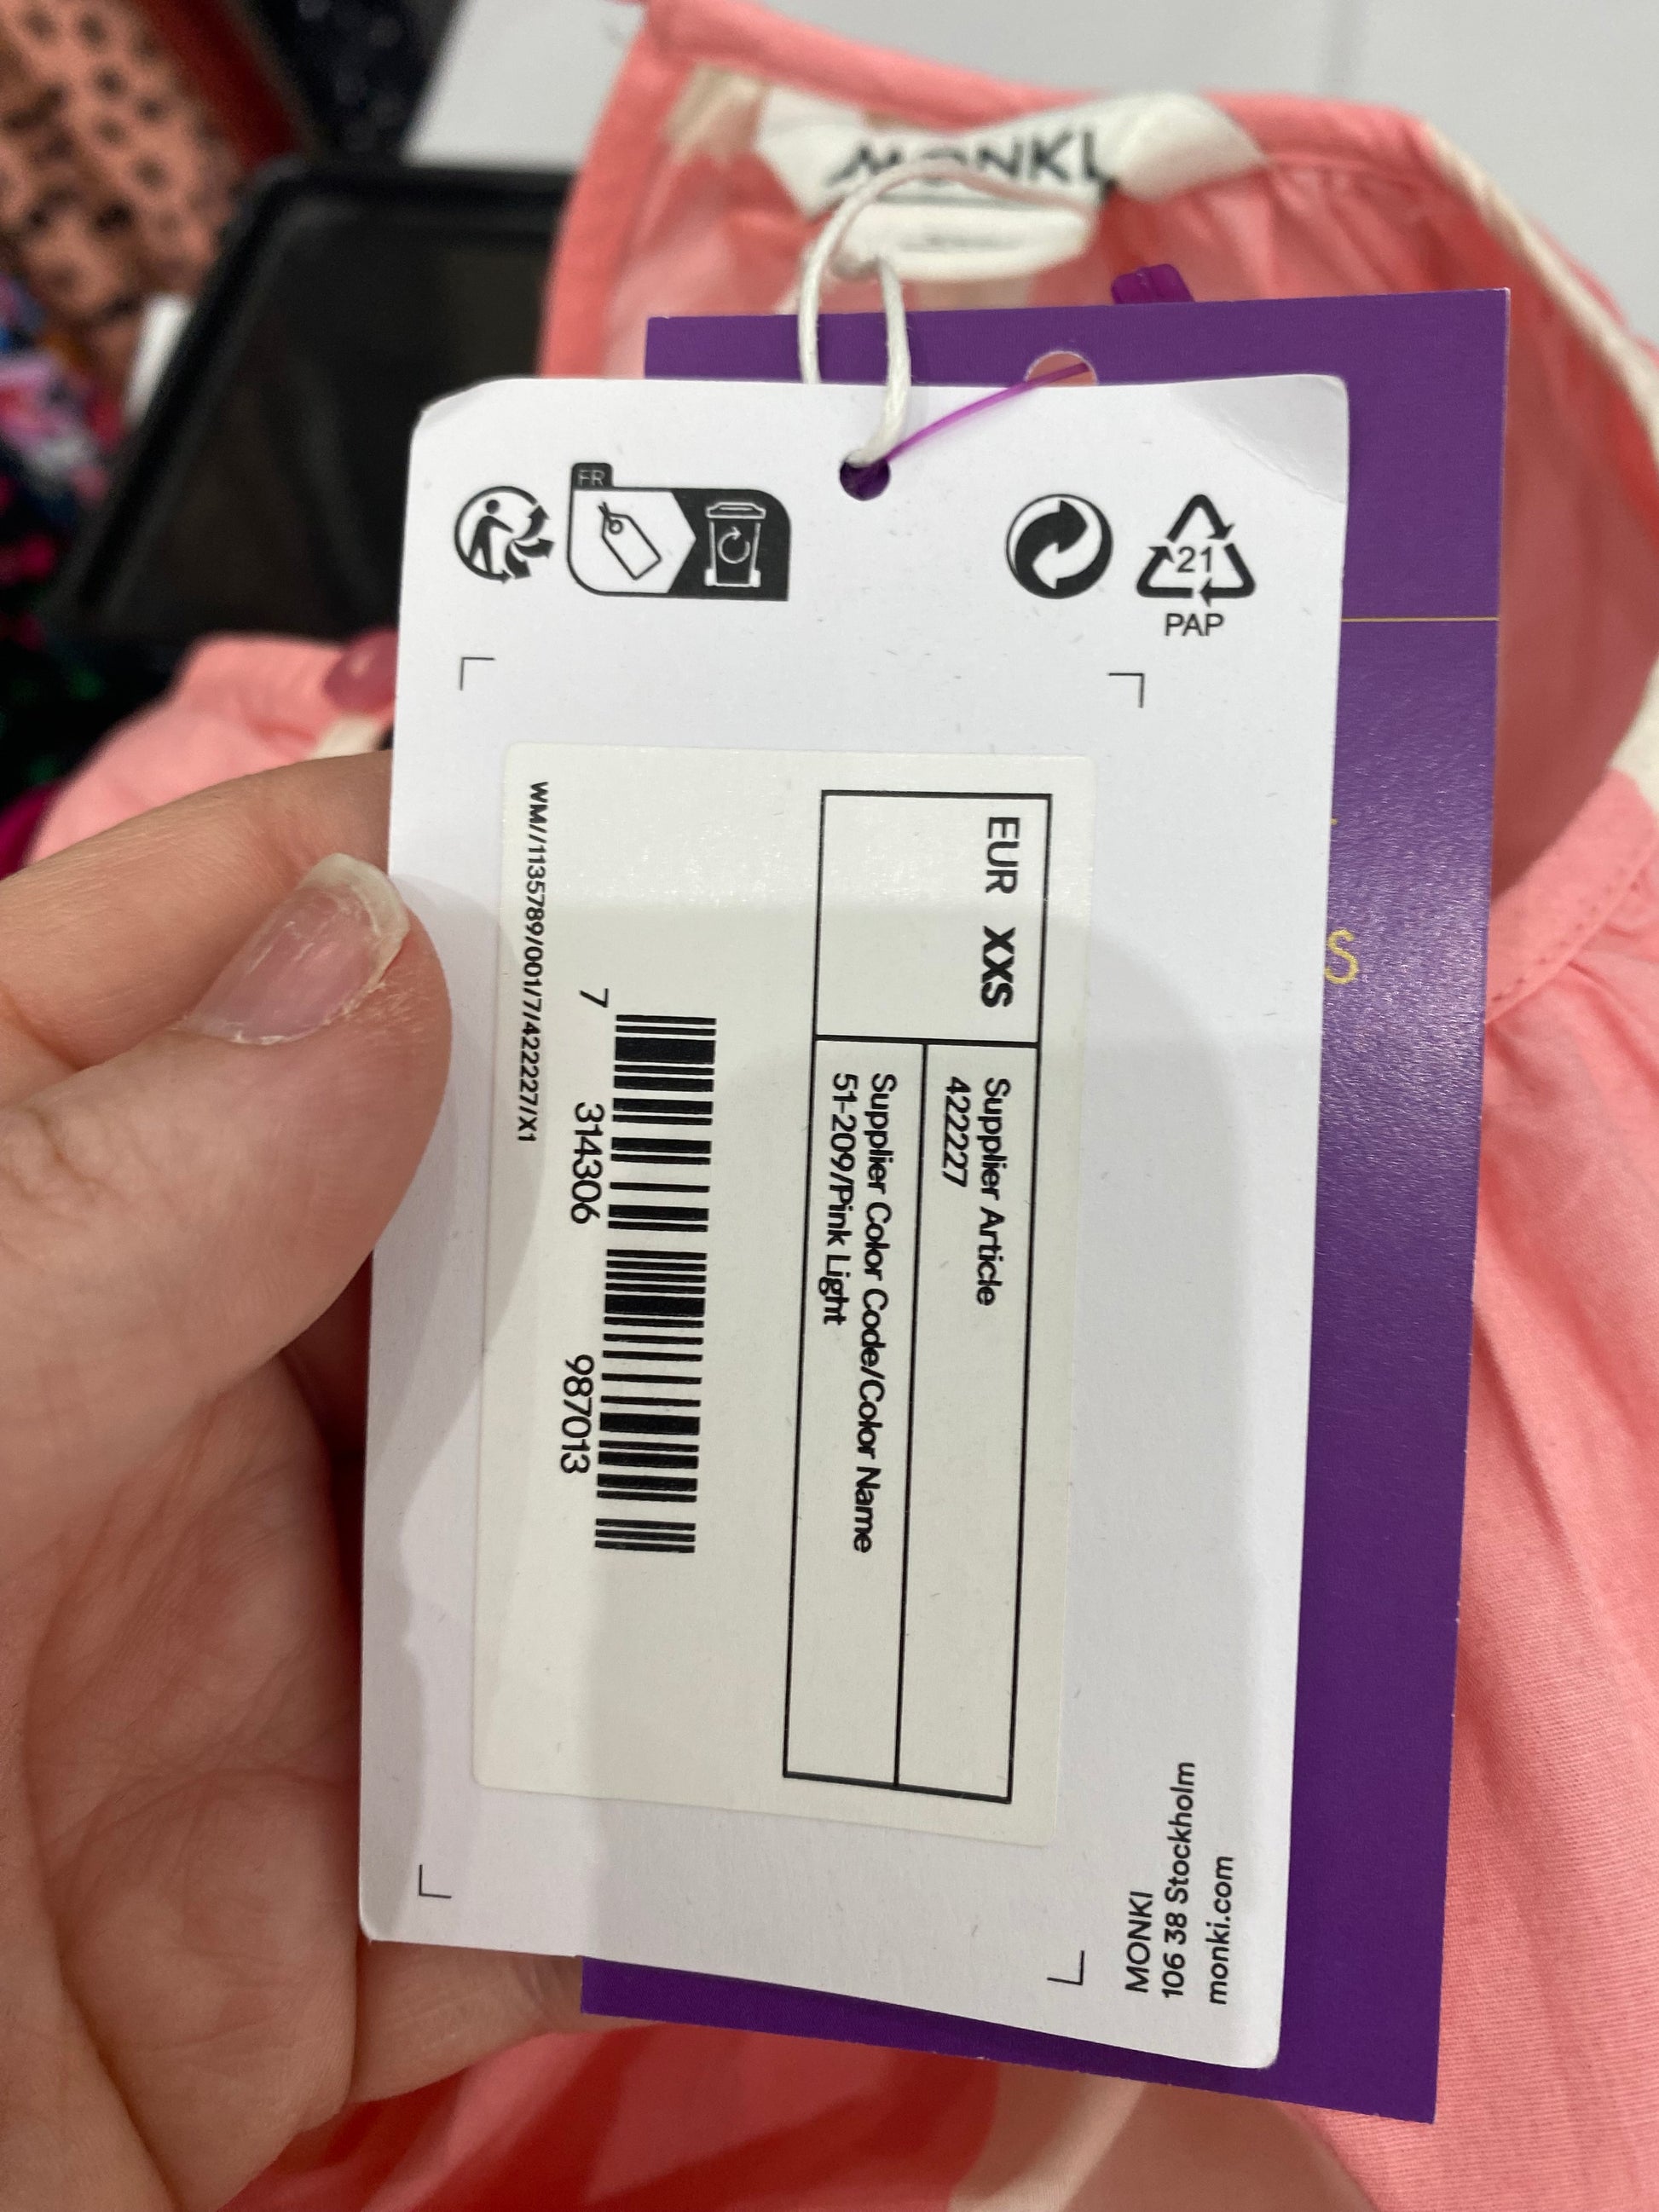 MONKI
FR
21
PAP
EUR XXS
Supplier Article
422227
Supplier Color Code/Color Name
51-209/Pink Light
7 314306 987013
WM//1135789/001/7/422227/X1
MONKI
106 38 Stockholm
monki.com
S